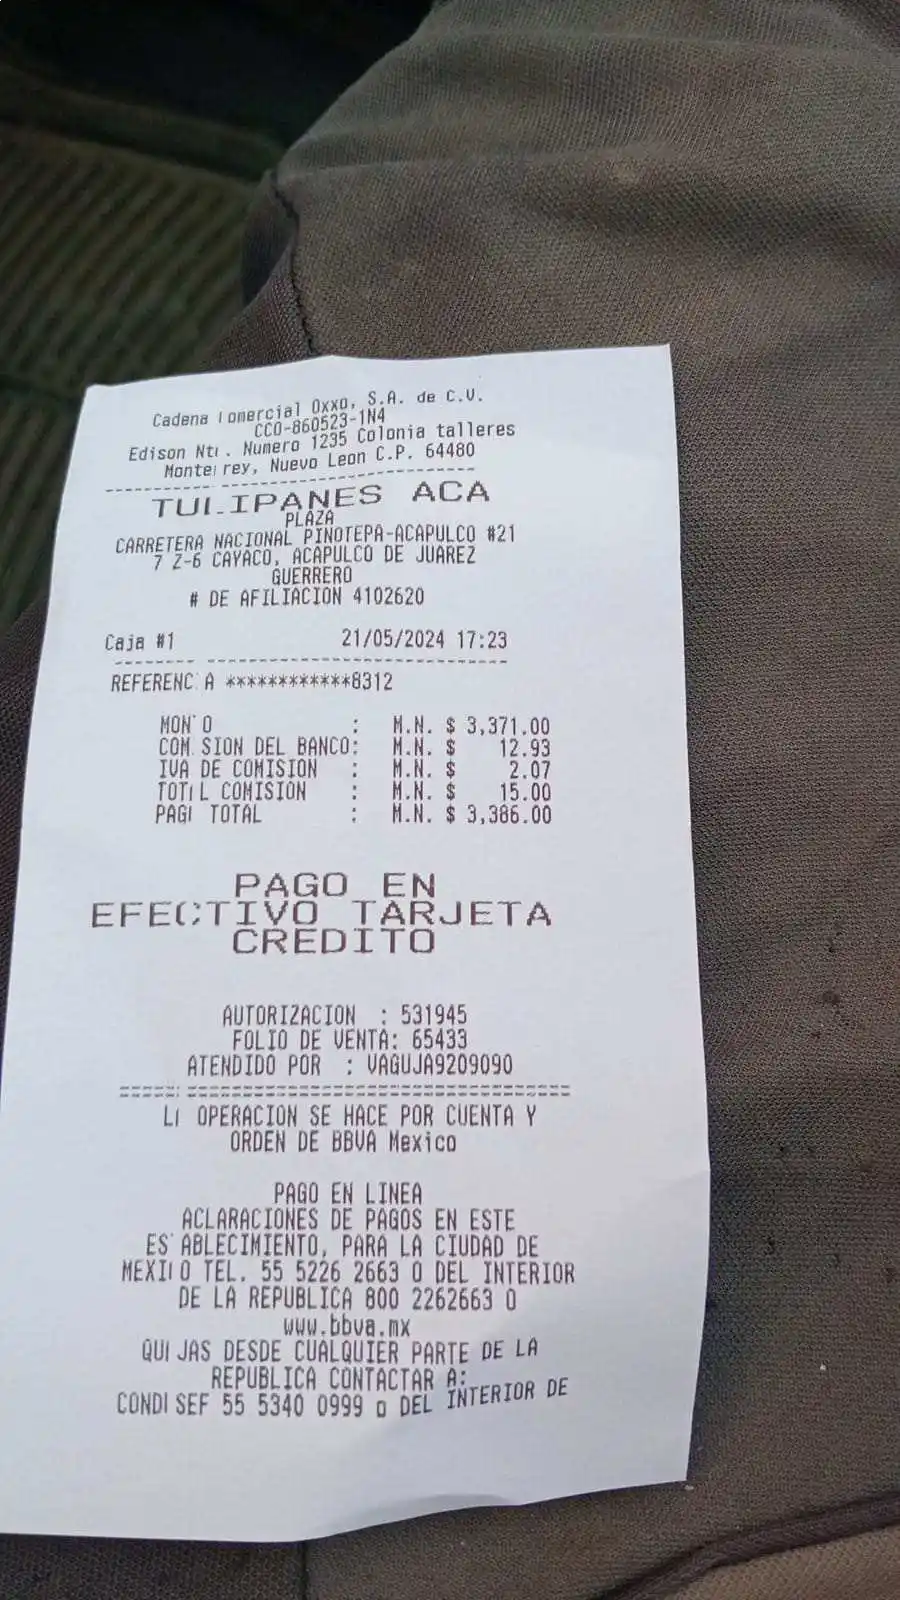 Cadena Comercial Oxxo, S.A. de C.V.
CCO-860523-1N4
Edison Nte. Numero 1235 Colonia talleres
Monterrey, Nuevo Leon C.P. 64480
TULIPANES ACA
PLAZA
CARRETERA NACIONAL PINOTEPA-ACAPULCO #21
7 Z-6 CAYACO, ACAPULCO DE JUAREZ
GUERRERO
# DE AFILIACION 4102620
Caja #1 21/05/2024 17:23
REFERENCIA ************8312
MONTO : M.N. $ 3,371.00
COMISION DEL BANCO: M.N. $ 12.93
IVA DE COMISION : M.N. $ 2.07
TOTAL COMISION : M.N. $ 15.00
PAGO TOTAL : M.N. $ 3,386.00
PAGO EN
EFECTIVO TARJETA
CREDITO
AUTORIZACION : 531945
FOLIO DE VENTA: 65433
ATENDIDO POR : VAGUJA9209090
LA OPERACION SE HACE POR CUENTA Y
ORDEN DE BBVA Mexico
PAGO EN LINEA
ACLARACIONES DE PAGOS EN ESTE
ESTABLECIMIENTO, PARA LA CIUDAD DE
MEXICO TEL. 55 5226 2663 O DEL INTERIOR
DE LA REPUBLICA 800 2262663 O
www.bbva.mx
QUEJAS DESDE CUALQUIER PARTE DE LA
REPUBLICA CONTACTAR A:
CONDUSEF 55 5340 0999 o DEL INTERIOR DE